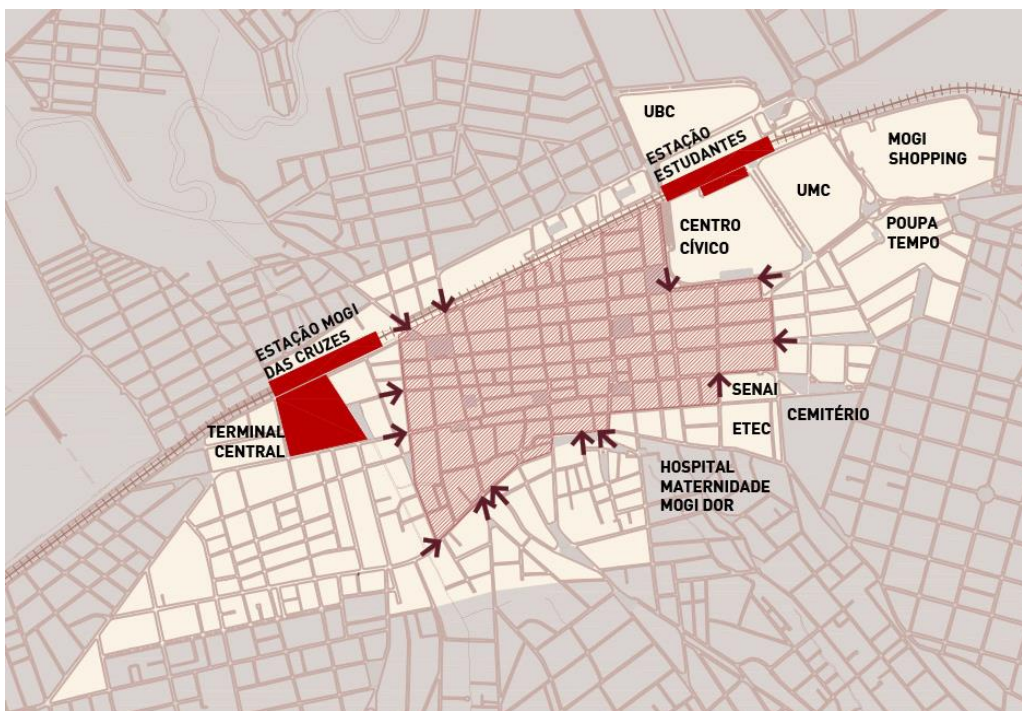 UBC
ESTAÇÃO
ESTUDANTES
MOGI
SHOPPING
UMC
POUPA
TEMPO
CENTRO
CÍVICO
ESTAÇÃO MOGI
DAS CRUZES
TERMINAL
CENTRAL
SENAI
CEMITÉRIO
ETEC
HOSPITAL
MATERNIDADE
MOGI DOR